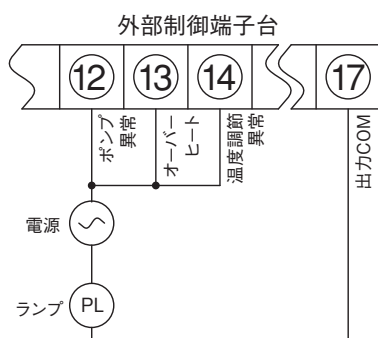 外部制御端子台
12 13 14 17
ポンプ
異常
オーバー
ヒート
温度調節
異常
出力COM
電源
ランプ PL